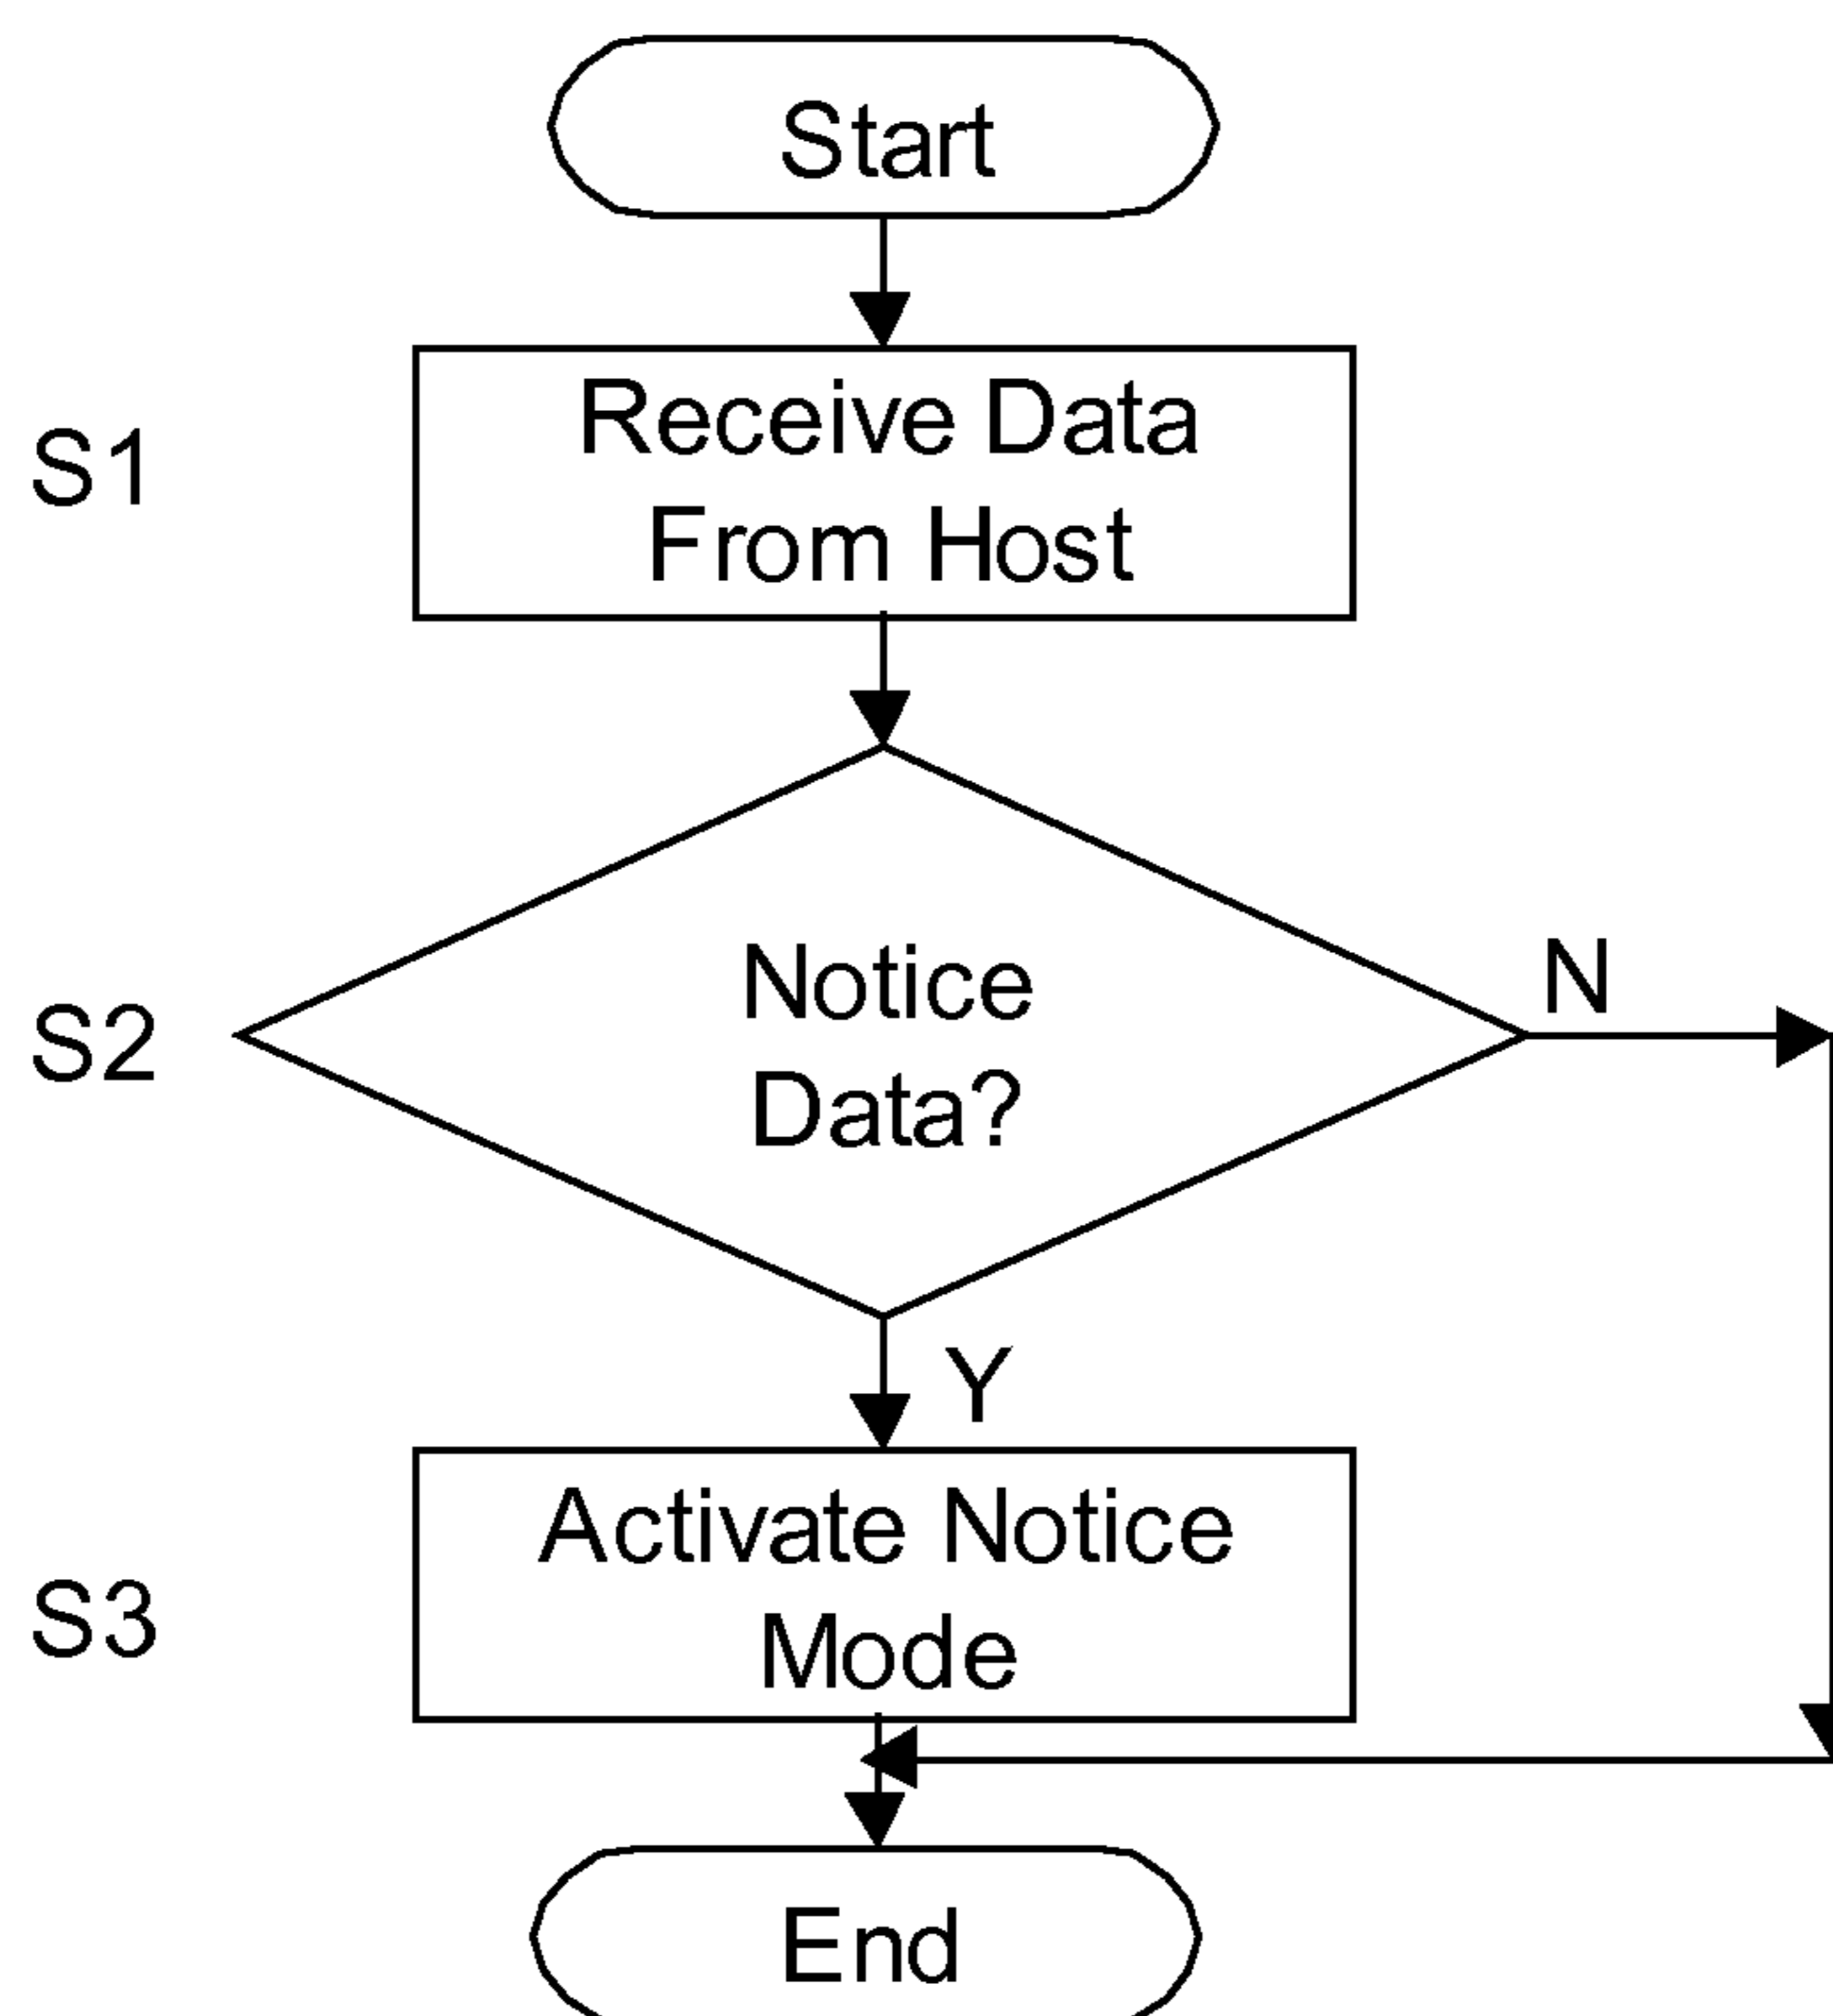 Start
S1
Receive Data
From Host
S2
Notice
Data?
N
Y
S3
Activate Notice
Mode
End